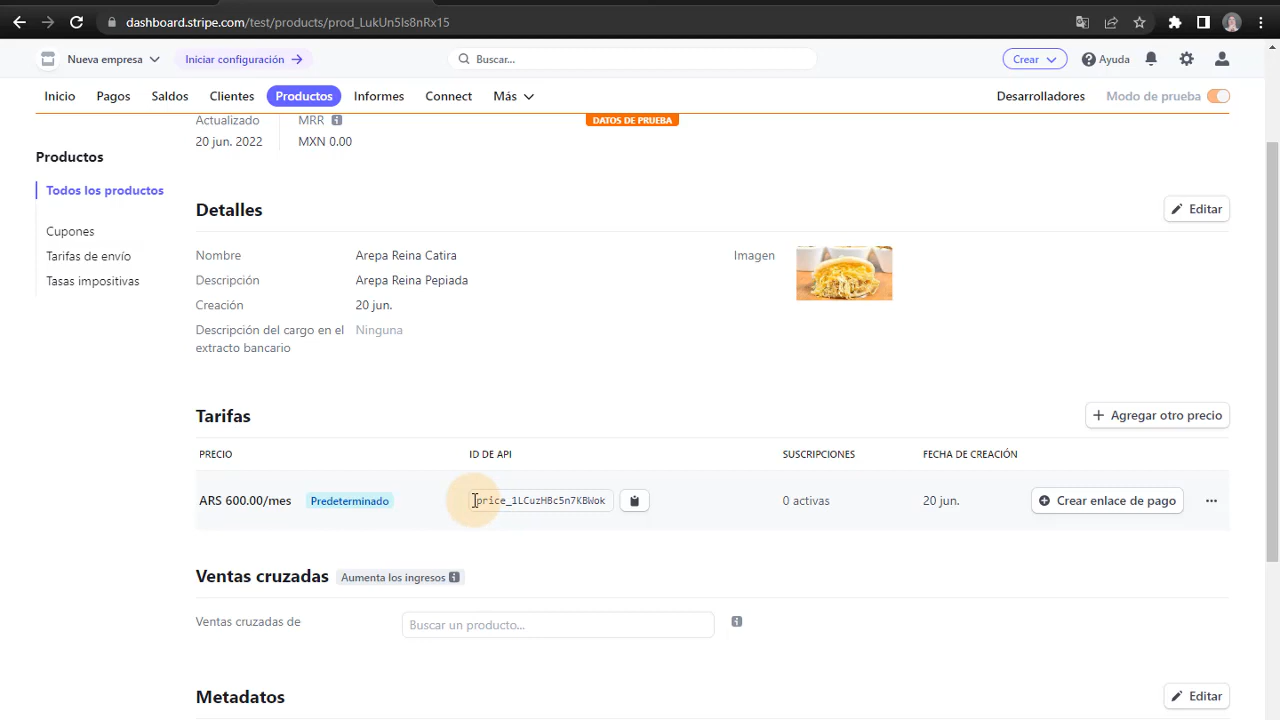 dashboard.stripe.com/test/products/prod_LukUn5Is8nRx15
Nueva empresa
Iniciar configuración
Buscar...
Crear
Ayuda
Inicio
Pagos
Saldos
Clientes
Productos
Informes
Connect
Más
Desarrolladores
Modo de prueba
DATOS DE PRUEBA
Actualizado
MRR
20 jun. 2022
MXN 0.00
Productos
Todos los productos
Cupones
Tarifas de envío
Tasas impositivas
Detalles
Editar
Nombre
Arepa Reina Catira
Imagen
Descripción
Arepa Reina Pepiada
Creación
20 jun.
Descripción del cargo en el
extracto bancario
Ninguna
Tarifas
Agregar otro precio
PRECIO
ID DE API
SUSCRIPCIONES
FECHA DE CREACIÓN
ARS 600.00/mes
Predeterminado
price_1LCuzHBc5n7KBWok
0 activas
20 jun.
Crear enlace de pago
Ventas cruzadas
Aumenta los ingresos
Ventas cruzadas de
Buscar un producto...
Metadatos
Editar